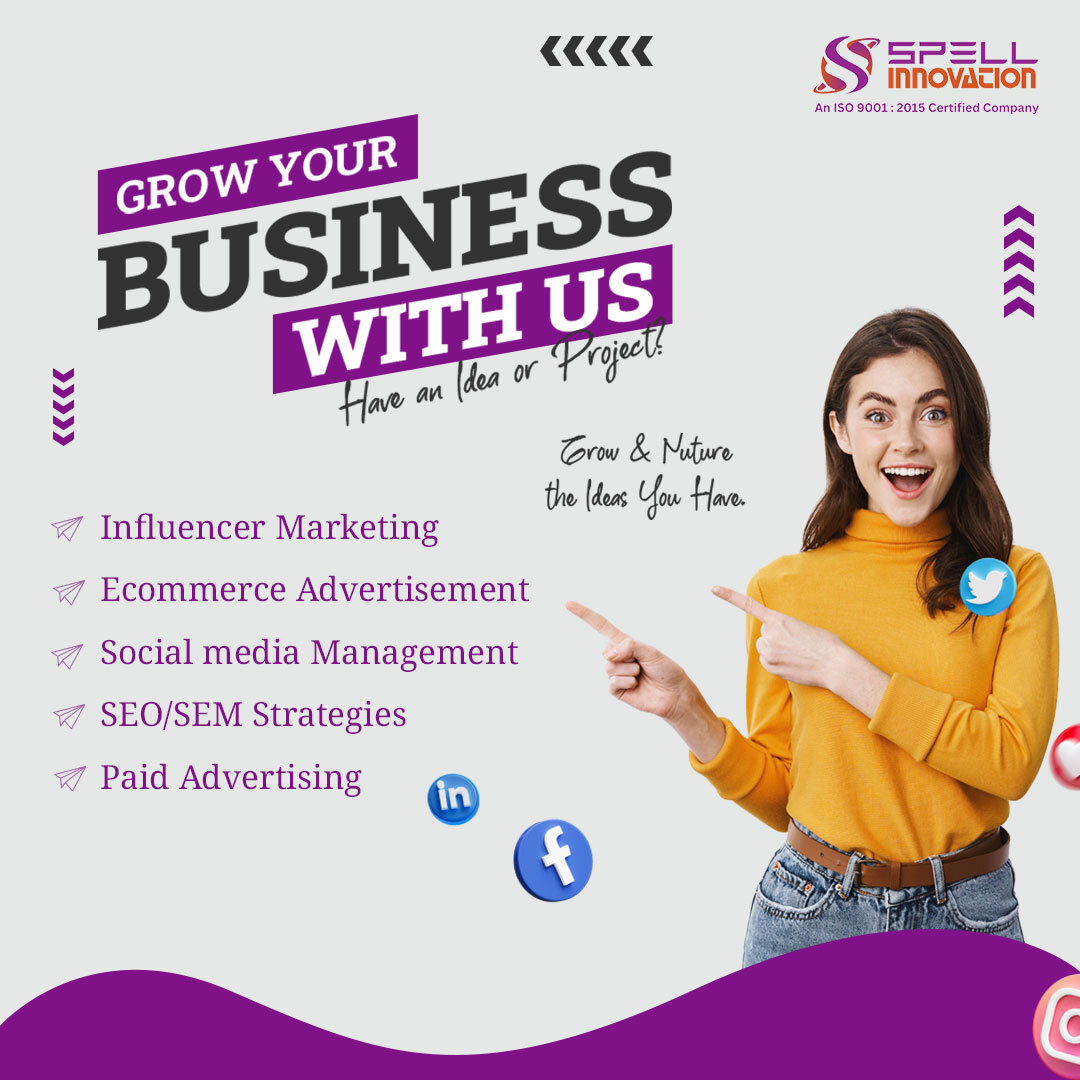 SPELL
INNOVATION
An ISO 9001 : 2015 Certified Company
GROW YOUR
BUSINESS
WITH US
Have an Idea or Project?
Grow & Nuture
the Ideas You Have.
Influencer Marketing
Ecommerce Advertisement
Social media Management
SEO/SEM Strategies
Paid Advertising
in
f